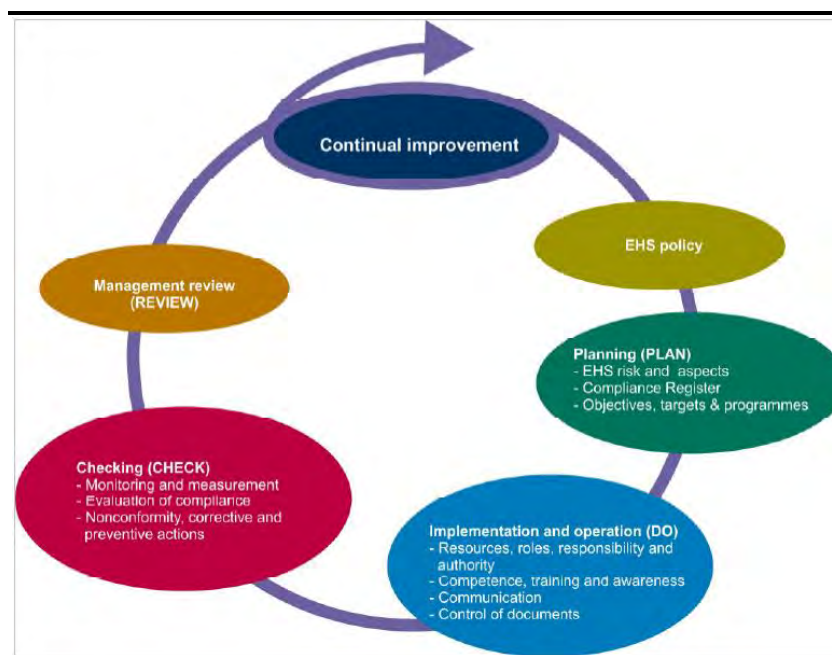 Continual improvement
EHS policy
Planning (PLAN)
- EHS risk and aspects
- Compliance Register
- Objectives, targets & programmes
Implementation and operation (DO)
- Resources, roles, responsibility and
authority
- Competence, training and awareness
- Communication
- Control of documents
Checking (CHECK)
- Monitoring and measurement
- Evaluation of compliance
- Nonconformity, corrective and
preventive actions
Management review
(REVIEW)